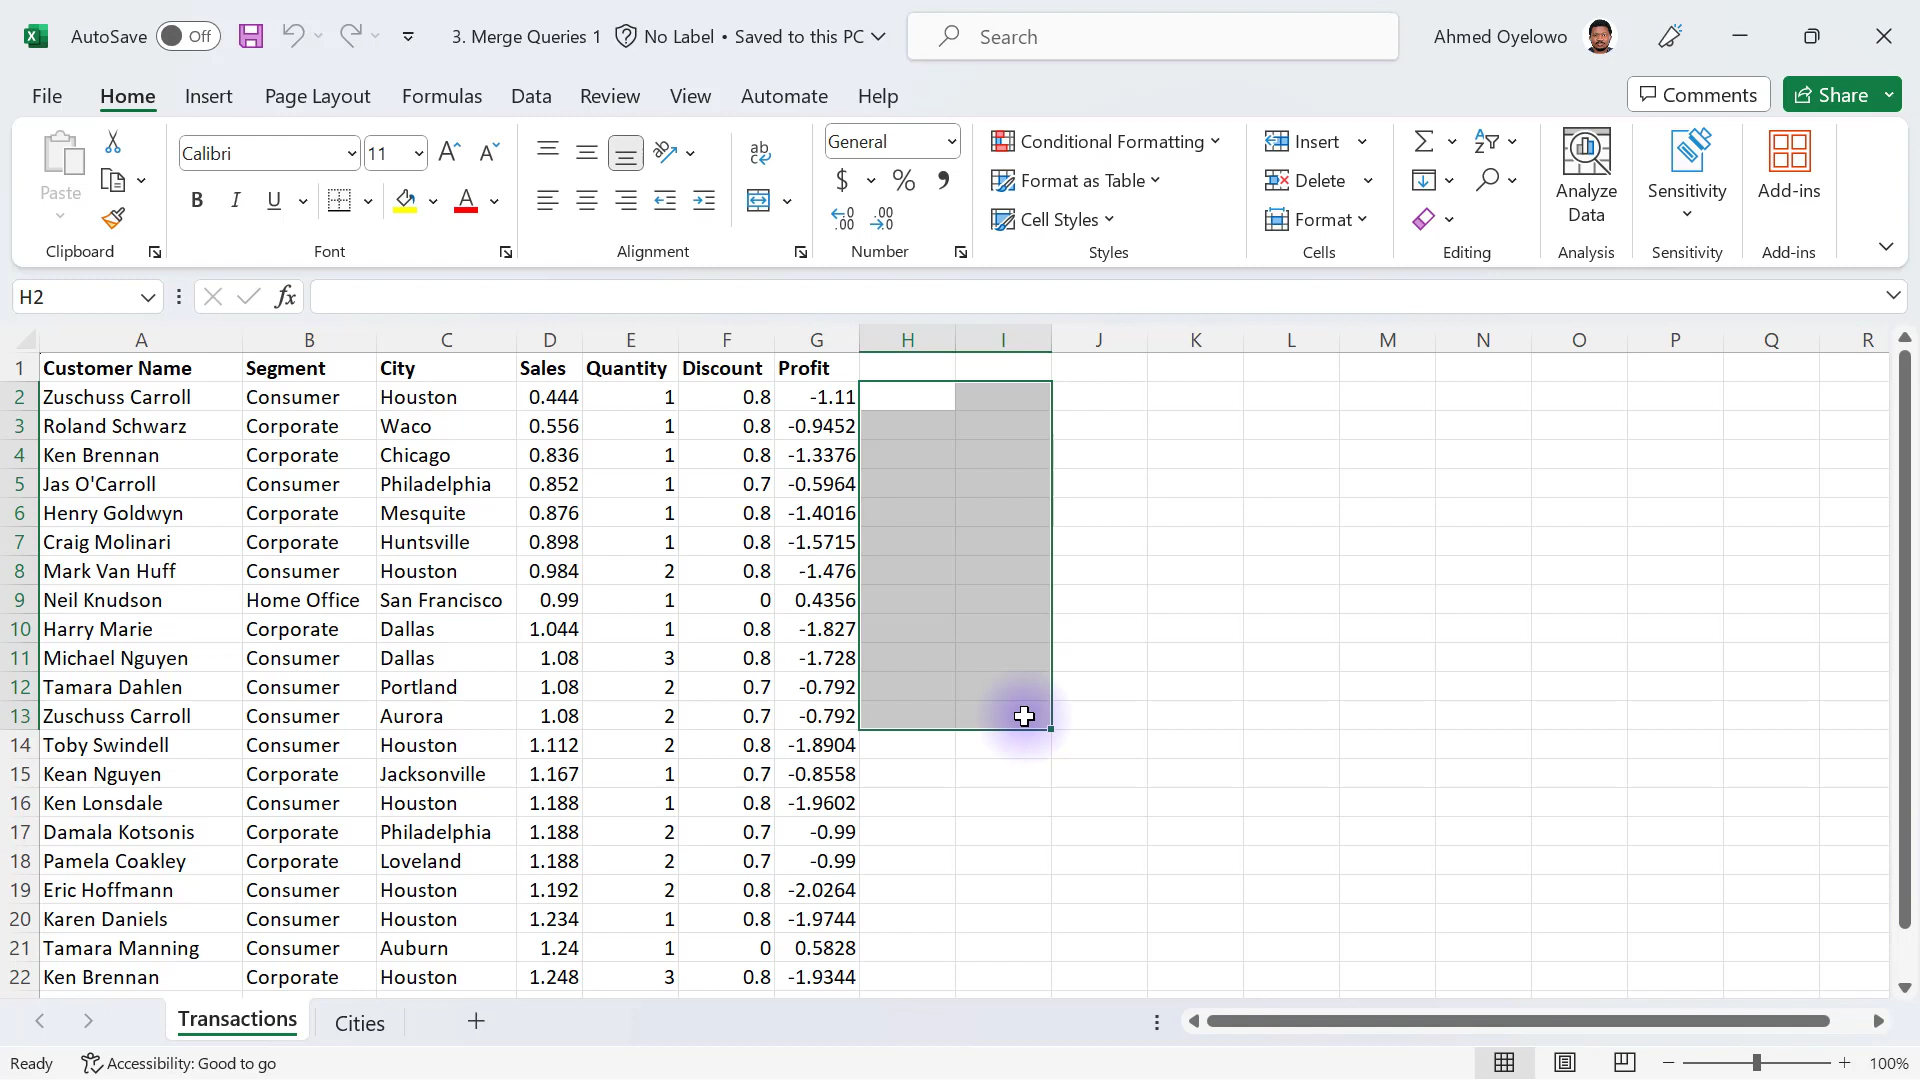 AutoSave Off 3. Merge Queries 1 No Label • Saved to this PC Search Ahmed Oyelowo
File Home Insert Page Layout Formulas Data Review View Automate Help Comments Share
Paste Calibri 11 General Conditional Formatting Insert
Format as Table Delete Analyze Data Sensitivity Add-ins
B I U $ % Cell Styles Format
Clipboard Font Alignment Number Styles Cells Editing Analysis Sensitivity Add-ins
H2 fx
A B C D E F G H I J K L M N O P Q R
1 Customer Name Segment City Sales Quantity Discount Profit
2 Zuschuss Carroll Consumer Houston 0.444 1 0.8 -1.11
3 Roland Schwarz Corporate Waco 0.556 1 0.8 -0.9452
4 Ken Brennan Corporate Chicago 0.836 1 0.8 -1.3376
5 Jas O'Carroll Consumer Philadelphia 0.852 1 0.7 -0.5964
6 Henry Goldwyn Corporate Mesquite 0.876 1 0.8 -1.4016
7 Craig Molinari Corporate Huntsville 0.898 1 0.8 -1.5715
8 Mark Van Huff Consumer Houston 0.984 2 0.8 -1.476
9 Neil Knudson Home Office San Francisco 0.99 1 0 0.4356
10 Harry Marie Corporate Dallas 1.044 1 0.8 -1.827
11 Michael Nguyen Consumer Dallas 1.08 3 0.8 -1.728
12 Tamara Dahlen Consumer Portland 1.08 2 0.7 -0.792
13 Zuschuss Carroll Consumer Aurora 1.08 2 0.7 -0.792
14 Toby Swindell Consumer Houston 1.112 2 0.8 -1.8904
15 Kean Nguyen Corporate Jacksonville 1.167 1 0.7 -0.8558
16 Ken Lonsdale Consumer Houston 1.188 1 0.8 -1.9602
17 Damala Kotsonis Corporate Philadelphia 1.188 2 0.7 -0.99
18 Pamela Coakley Corporate Loveland 1.188 2 0.7 -0.99
19 Eric Hoffmann Consumer Houston 1.192 2 0.8 -2.0264
20 Karen Daniels Consumer Houston 1.234 1 0.8 -1.9744
21 Tamara Manning Consumer Auburn 1.24 1 0 0.5828
22 Ken Brennan Corporate Houston 1.248 3 0.8 -1.9344
Transactions Cities
Ready Accessibility: Good to go 100%